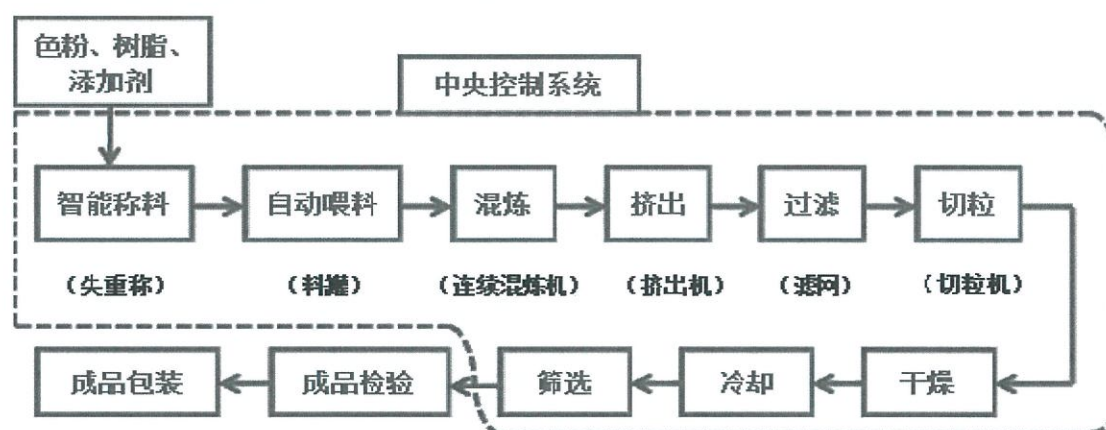 色粉、树脂、
添加剂
中央控制系统
智能称料
自动喂料
混炼
挤出
过滤
切粒
(失重称)
(料罐)
(连续混炼机)
(挤出机)
(滤网)
(切粒机)
成品包装
成品检验
筛选
冷却
干燥